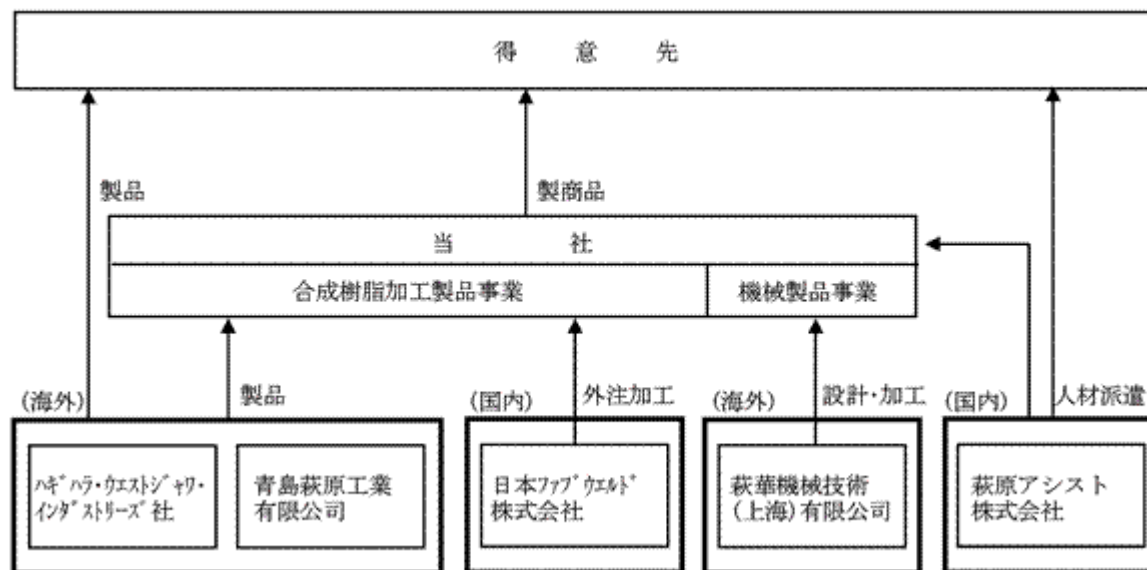 得意先
製品
製商品
当社
合成樹脂加工製品事業
機械製品事業
(海外)
製品
(国内)
外注加工
(海外)
設計・加工
(国内)
人材派遣
ﾊｷﾞﾊﾗ・ｳｴｽﾄｼﾞｬﾜ・
ｲﾝﾀﾞｽﾄﾘｰｽﾞ社
青島萩原工業
有限公司
日本ﾌｧﾌﾞｳｴﾙﾄﾞ
株式会社
萩華機械技術
(上海)有限公司
萩原アシスト
株式会社